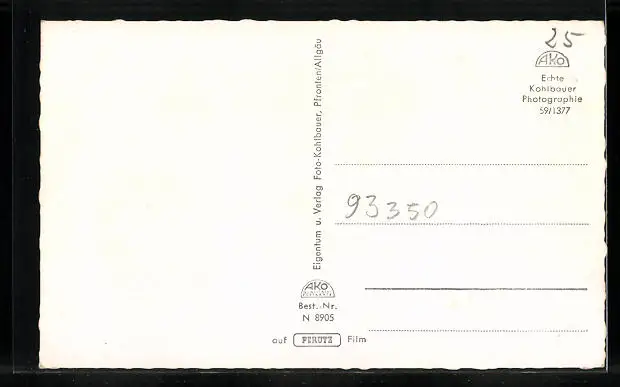 25
AKO
Echte
Kohlbauer
Photographie
59/1377
Eigentum u. Verlag Foto-Kohlbauer, Pfronten/Allgäu
93350
AKO
Best.-Nr.
N 8905
auf PERUTZ Film